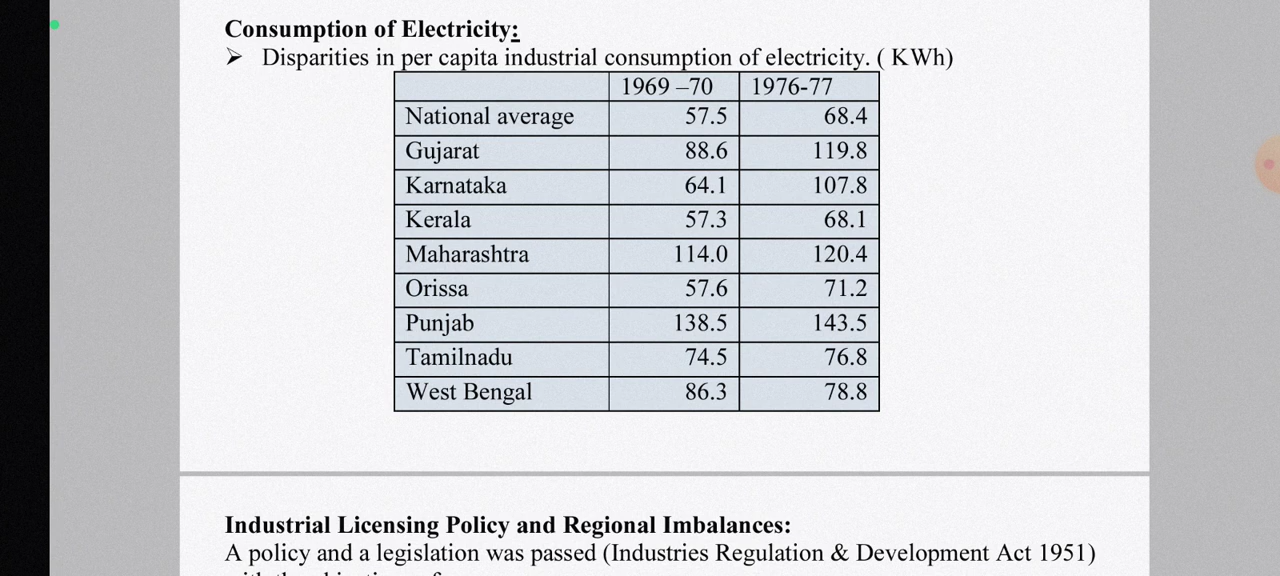 Consumption of Electricity:
➢ Disparities in per capita industrial consumption of electricity. ( KWh)
1969 –70 1976-77
National average 57.5 68.4
Gujarat 88.6 119.8
Karnataka 64.1 107.8
Kerala 57.3 68.1
Maharashtra 114.0 120.4
Orissa 57.6 71.2
Punjab 138.5 143.5
Tamilnadu 74.5 76.8
West Bengal 86.3 78.8
Industrial Licensing Policy and Regional Imbalances:
A policy and a legislation was passed (Industries Regulation & Development Act 1951)